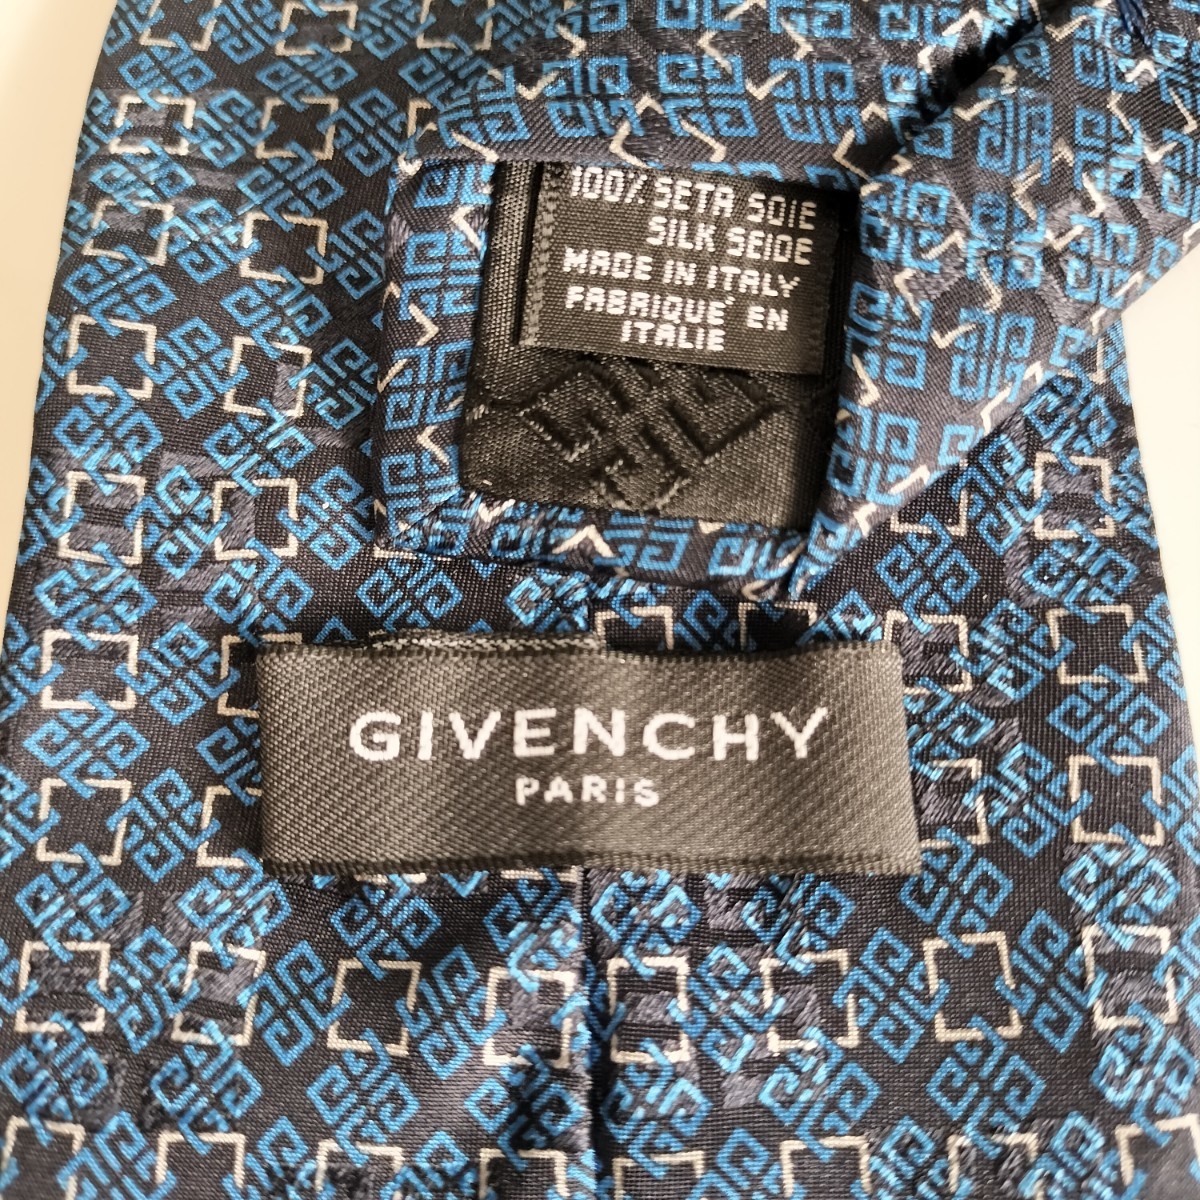 100% SETA SOIE
SILK SEIDE
MADE IN ITALY
FABRIQUE' EN
ITALIE
GIVENCHY
PARIS